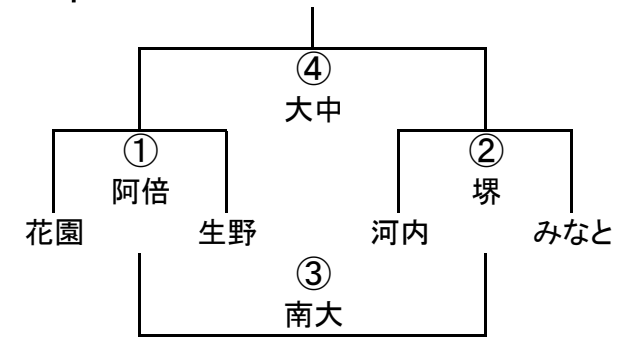 ④
大中
① ②
阿倍 堺
花園 生野 河内 みなと
③
南大